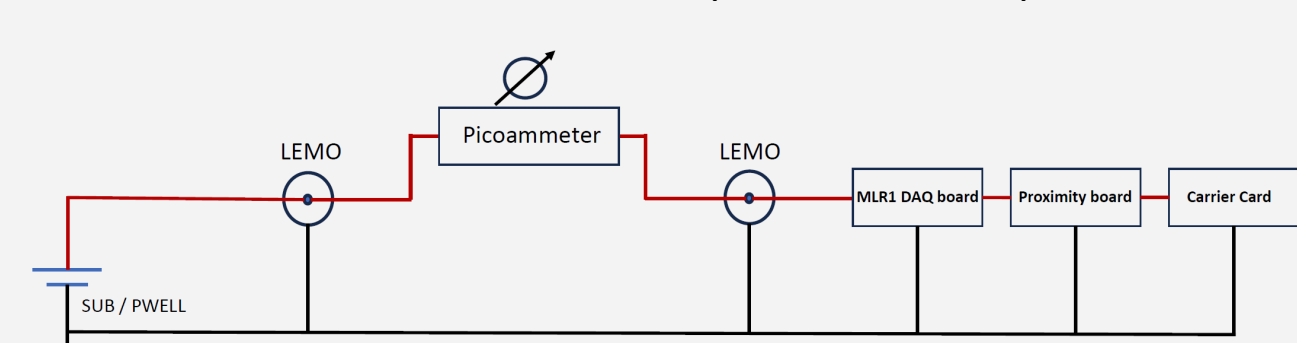 Picoammeter
LEMO
LEMO
MLR1 DAQ board
Proximity board
Carrier Card
SUB / PWELL